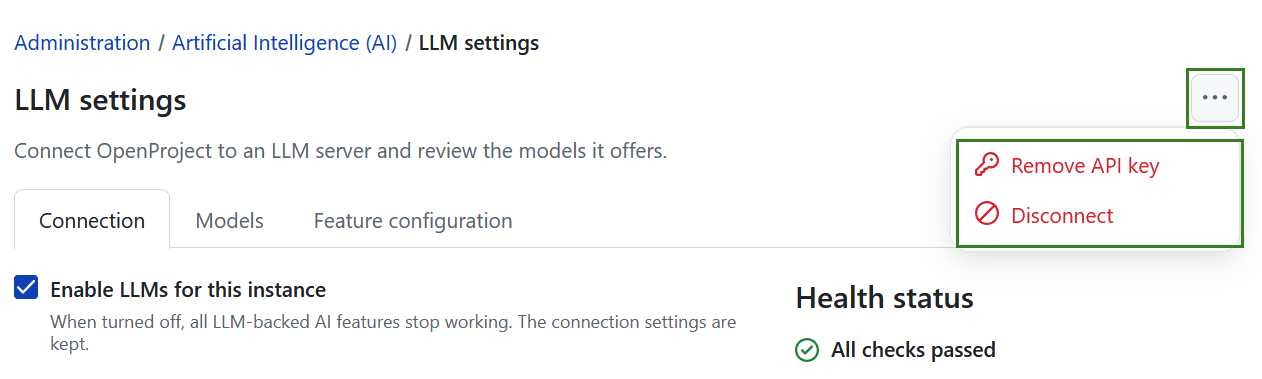 Administration / Artificial Intelligence (AI) / LLM settings
LLM settings
Connect OpenProject to an LLM server and review the models it offers.
Remove API key
Disconnect
Connection
Models
Feature configuration
Enable LLMs for this instance
When turned off, all LLM-backed AI features stop working. The connection settings are
kept.
Health status
All checks passed